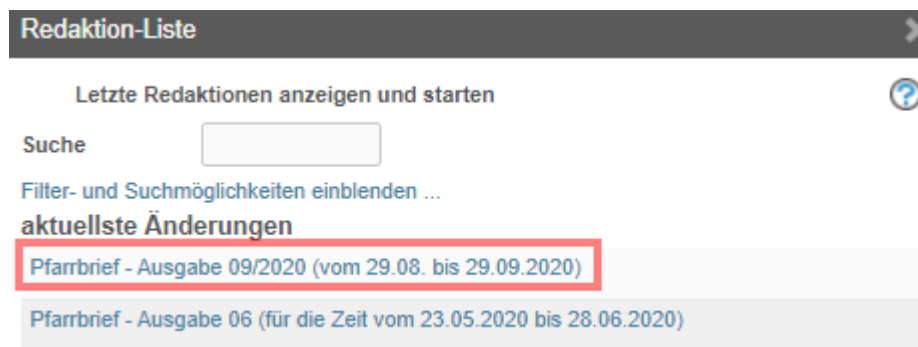 Redaktion-Liste
Letzte Redaktionen anzeigen und starten
Suche
Filter- und Suchmöglichkeiten einblenden ...
aktuellste Änderungen
Pfarrbrief - Ausgabe 09/2020 (vom 29.08. bis 29.09.2020)
Pfarrbrief - Ausgabe 06 (für die Zeit vom 23.05.2020 bis 28.06.2020)